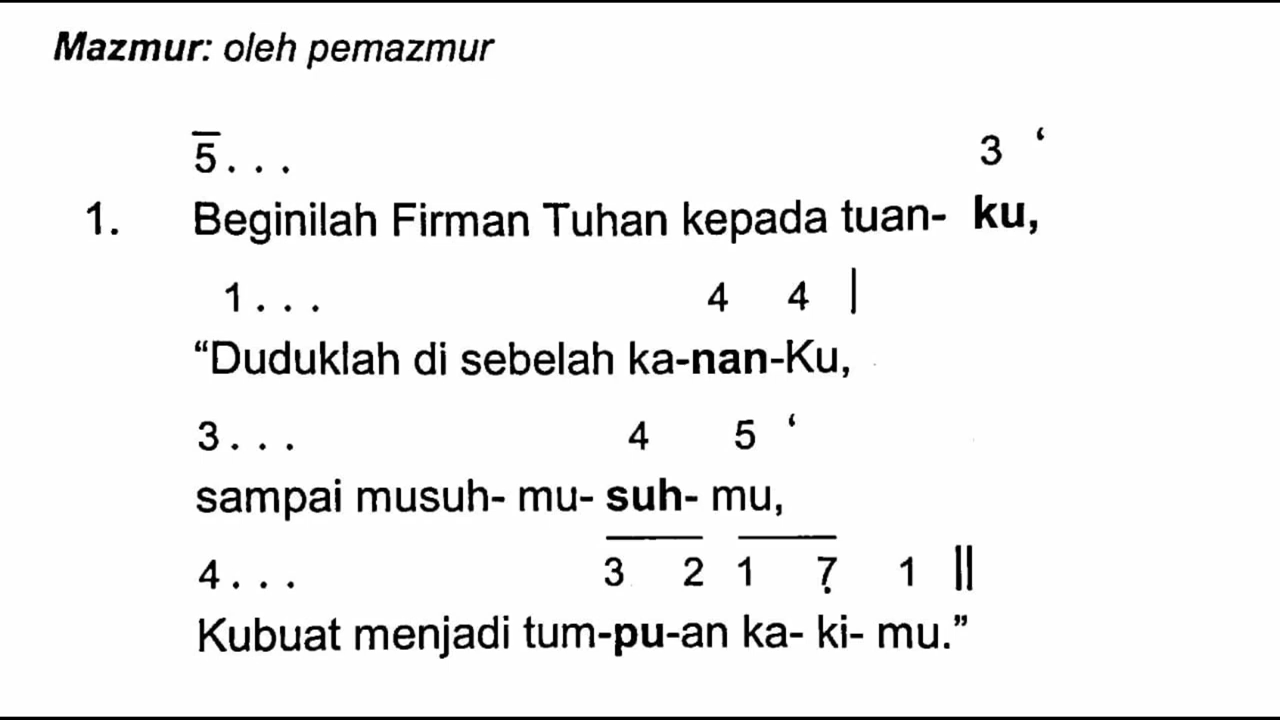 Mazmur: oleh pemazmur
5 . . . 3 ‘
1. Beginilah Firman Tuhan kepada tuan- ku,
1 . . . 4 4 |
“Duduklah di sebelah ka-nan-Ku,
3 . . . 4 5 ‘
sampai musuh- mu- suh- mu,
4 . . . 3 2 1 7̣ 1 ||
Kubuat menjadi tum-pu-an ka- ki- mu.”